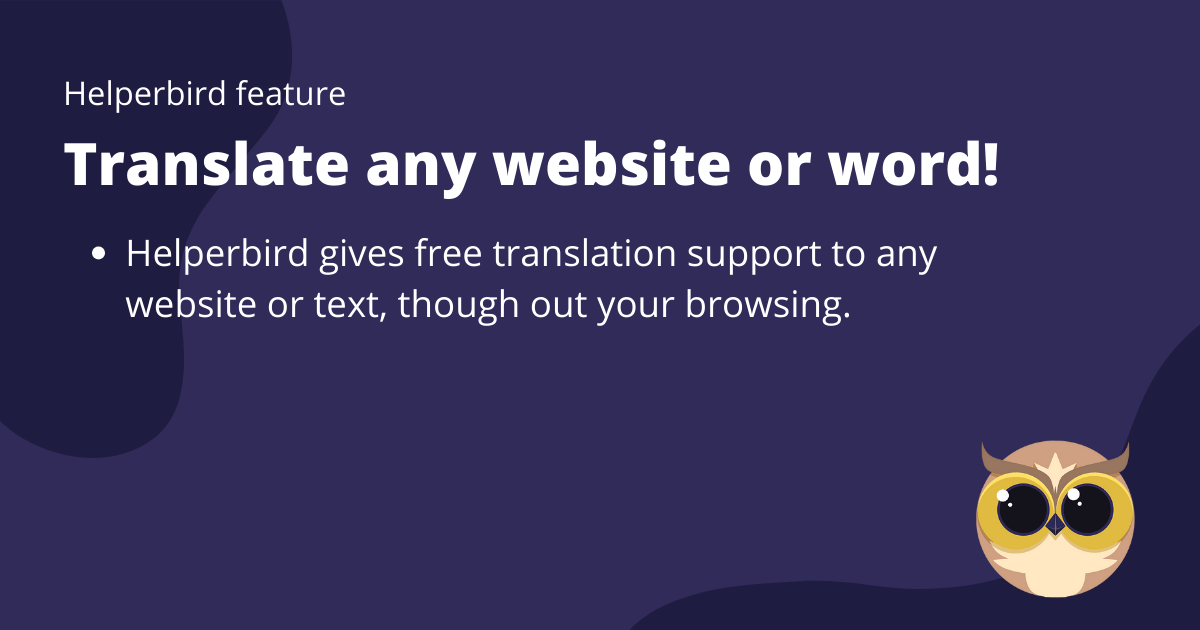 Helperbird feature
Translate any website or word!
• Helperbird gives free translation support to any
website or text, though out your browsing.